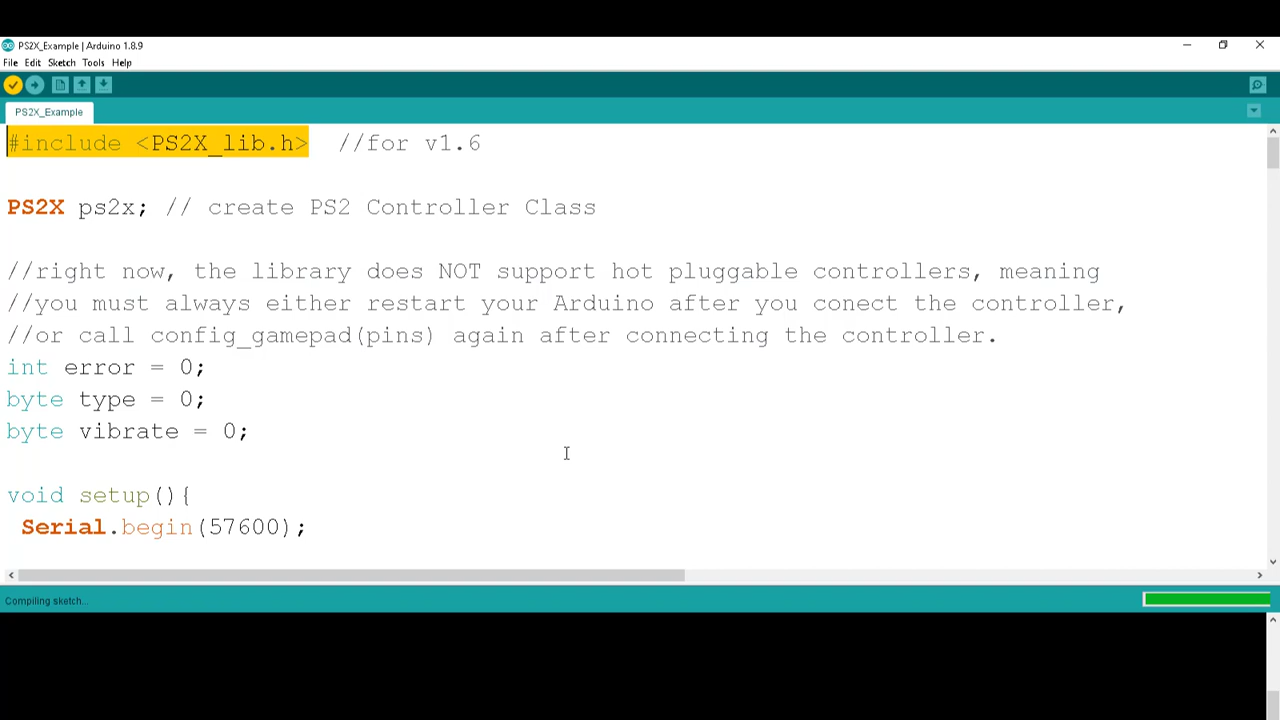 PS2X_Example | Arduino 1.8.9
File Edit Sketch Tools Help
PS2X_Example
#include <PS2X_lib.h>  //for v1.6
PS2X ps2x; // create PS2 Controller Class
//right now, the library does NOT support hot pluggable controllers, meaning
//you must always either restart your Arduino after you conect the controller,
//or call config_gamepad(pins) again after connecting the controller.
int error = 0;
byte type = 0;
byte vibrate = 0;
void setup(){
Serial.begin(57600);
Compiling sketch...